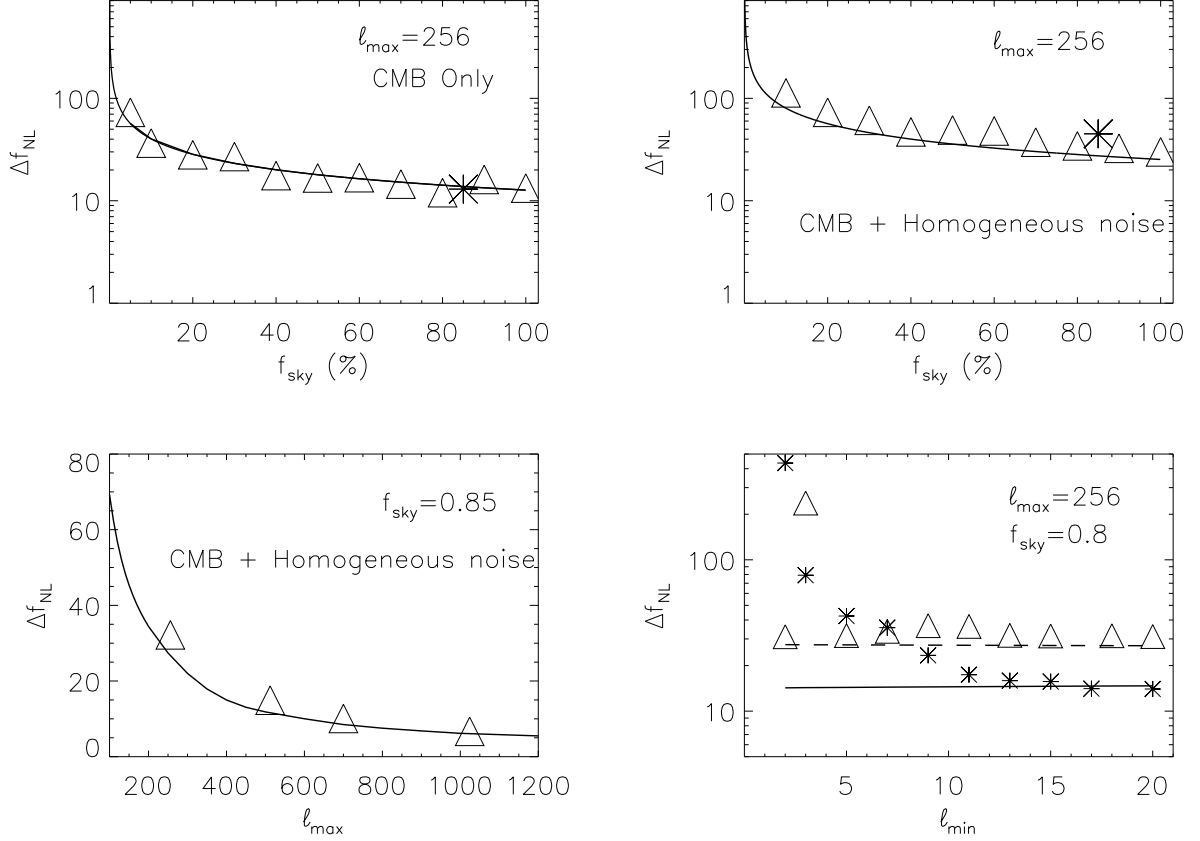 ℓmax=256
CMB Only
ΔfNL
100
10
1
20 40 60 80 100
fsky (%)
ℓmax=256
CMB + Homogeneous noise
ΔfNL
100
10
1
20 40 60 80 100
fsky (%)
fsky=0.85
CMB + Homogeneous noise
ΔfNL
80
60
40
20
0
200 400 600 800 1000 1200
ℓmax
ℓmax=256
fsky=0.8
ΔfNL
100
10
5 10 15 20
ℓmin